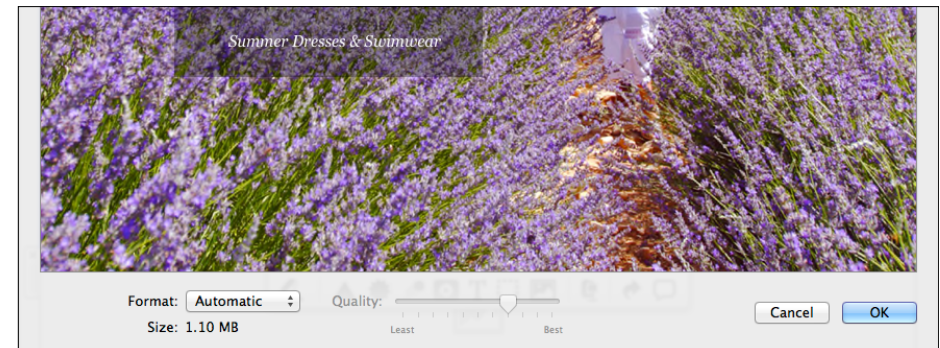 Summer Dresses & Swimwear
Format: Automatic
Quality:
Cancel
OK
Size: 1.10 MB
Least
Best